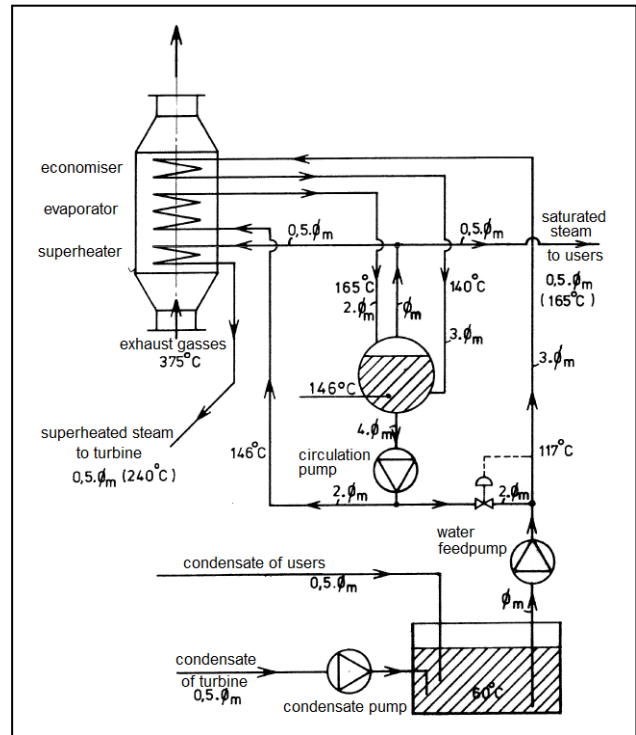 economiser
evaporator
superheater
exhaust gasses
375°C
superheated steam
to turbine
0,5.ϕm (240°C)
0,5.ϕm
0,5.ϕm
saturated
steam
to users
0,5.ϕm
(165°C)
165°C
2.ϕm
ϕm
140°C
3.ϕm
3.ϕm
146°C
4.ϕm
circulation
pump
146°C
117°C
2.ϕm
2.ϕm
water
feedpump
ϕm
condensate of users
0,5.ϕm
condensate
of turbine
0,5.ϕm
condensate pump
60°C